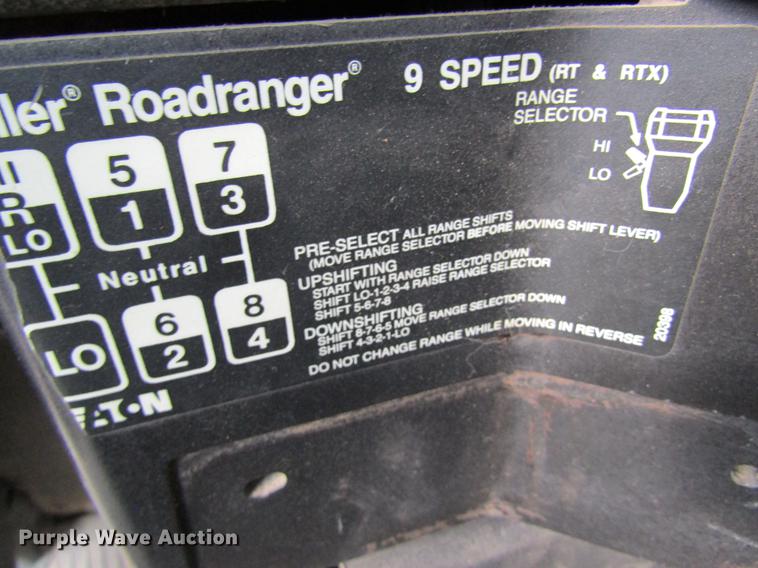 ller® Roadranger® 9 SPEED (RT & RTX)
RANGE
SELECTOR
HI
LO
HI 5 7
R 1 3
LO
Neutral
LO 6 8
2 4
PRE-SELECT ALL RANGE SHIFTS
(MOVE RANGE SELECTOR BEFORE MOVING SHIFT LEVER)
UPSHIFTING
START WITH RANGE SELECTOR DOWN
SHIFT LO-1-2-3-4 RAISE RANGE SELECTOR
SHIFT 5-6-7-8
DOWNSHIFTING
SHIFT 8-7-6-5 MOVE RANGE SELECTOR DOWN
SHIFT 4-3-2-1-LO
DO NOT CHANGE RANGE WHILE MOVING IN REVERSE
20398
EATON
Purple Wave Auction®